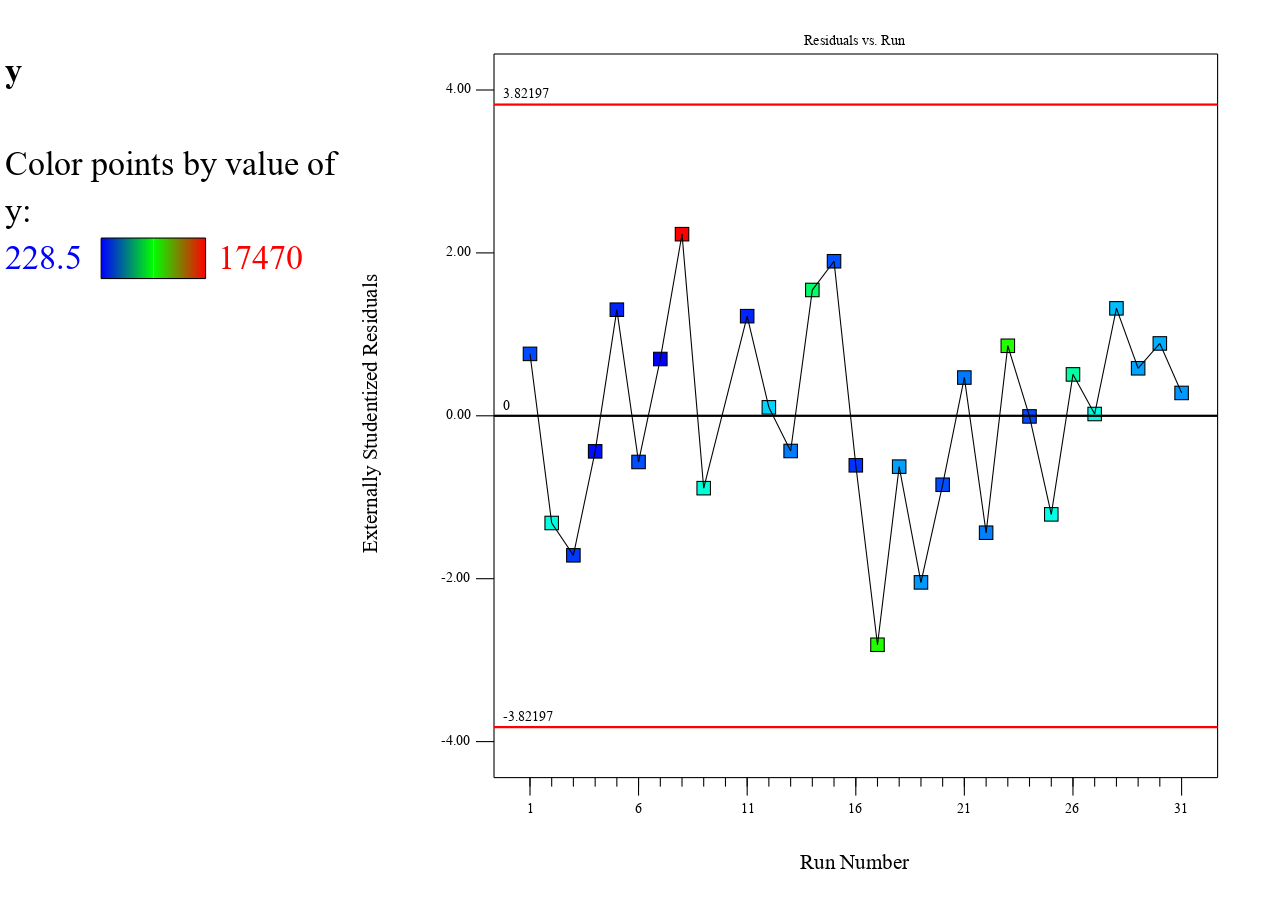 y
Color points by value of
y:
228.5 17470
Residuals vs. Run
Externally Studentized Residuals
4.00
2.00
0.00
-2.00
-4.00
3.82197
0
-3.82197
1 6 11 16 21 26 31
Run Number